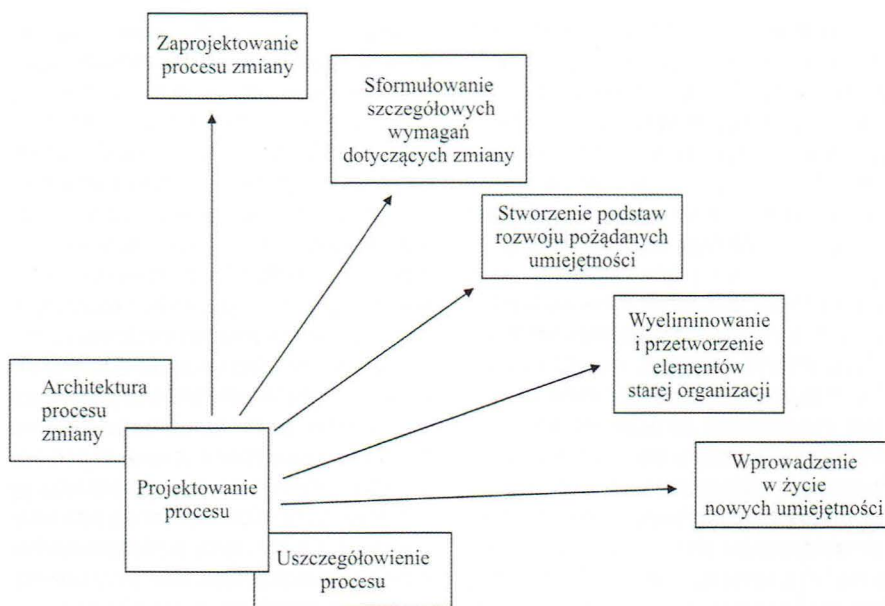 Zaprojektowanie
procesu zmiany
Sformułowanie
szczegółowych
wymagań
dotyczących zmiany
Stworzenie podstaw
rozwoju pożądanych
umiejętności
Wyeliminowanie
i przetworzenie
elementów
starej organizacji
Architektura
procesu
zmiany
Wprowadzenie
w życie
nowych umiejętności
Projektowanie
procesu
Uszczegółowienie
procesu